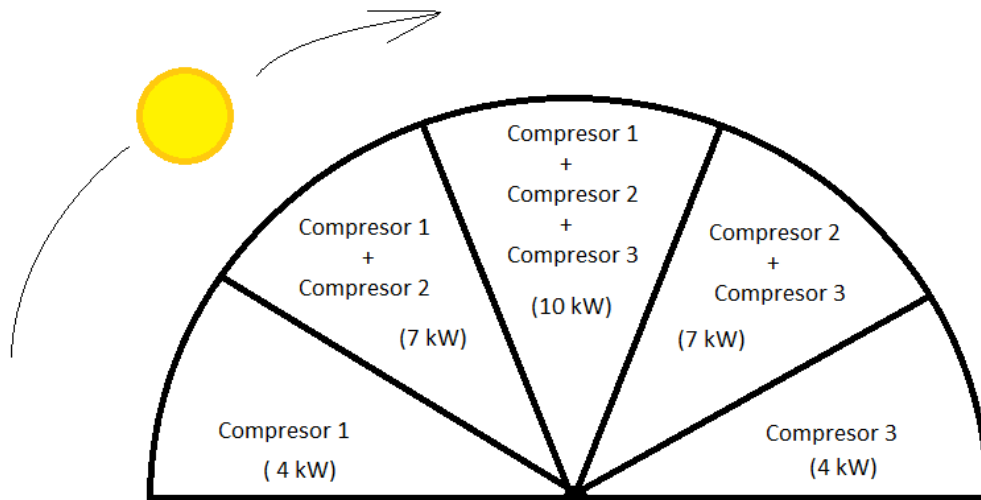 Compresor 1
( 4 kW)
Compresor 1
+
Compresor 2
(7 kW)
Compresor 1
+
Compresor 2
+
Compresor 3
(10 kW)
Compresor 2
+
Compresor 3
(7 kW)
Compresor 3
(4 kW)